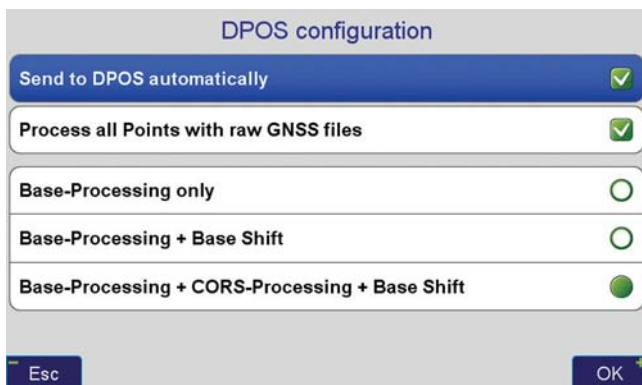 DPOS configuration
Send to DPOS automatically
Process all Points with raw GNSS files
Base-Processing only
Base-Processing + Base Shift
Base-Processing + CORS-Processing + Base Shift
Esc
OK